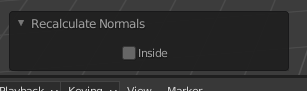 Recalculate Normals
Inside
Playback Keying View Marker